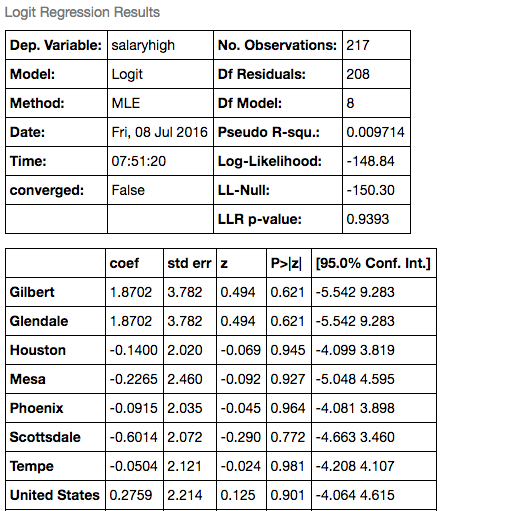 Logit Regression Results
Dep. Variable: salaryhigh No. Observations: 217
Model: Logit Df Residuals: 208
Method: MLE Df Model: 8
Date: Fri, 08 Jul 2016 Pseudo R-squ.: 0.009714
Time: 07:51:20 Log-Likelihood: -148.84
converged: False LL-Null: -150.30
LLR p-value: 0.9393
coef std err z P>|z| [95.0% Conf. Int.]
Gilbert 1.8702 3.782 0.494 0.621 -5.542 9.283
Glendale 1.8702 3.782 0.494 0.621 -5.542 9.283
Houston -0.1400 2.020 -0.069 0.945 -4.099 3.819
Mesa -0.2265 2.460 -0.092 0.927 -5.048 4.595
Phoenix -0.0915 2.035 -0.045 0.964 -4.081 3.898
Scottsdale -0.6014 2.072 -0.290 0.772 -4.663 3.460
Tempe -0.0504 2.121 -0.024 0.981 -4.208 4.107
United States 0.2759 2.214 0.125 0.901 -4.064 4.615